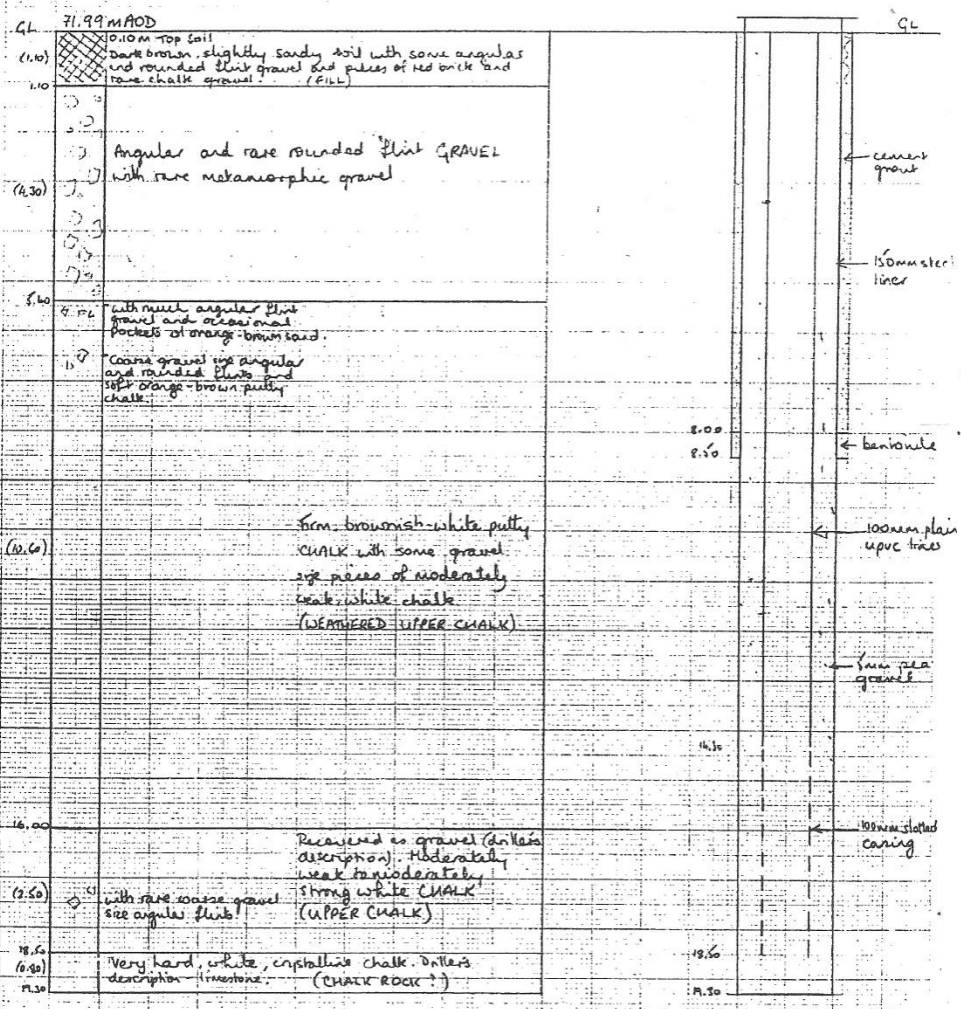 GL 71.99 MAOD GL
0.10M Top Soil
(1.10) Dark brown, slightly sandy soil with some angular
and rounded flint gravel and pieces of red brick and
rare chalk gravel. (FILL)
1.10
Angular and rare rounded flint GRAVEL
with rare metamorphic gravel
(4.30)
cement
grout
150mm steel
liner
5.40
with much angular flint
gravel and occasional
pockets of orange-brown sand.
Coarse gravel size angular
and rounded flints and
soft orange-brown putty
chalk.
8.00
8.50
bentonite
Firm, brownish-white putty
CHALK with some gravel
size pieces of moderately
weak, white chalk
(WEATHERED UPPER CHALK)
(10.60)
100mm plain
upvc
5mm pea
gravel
14.50
16.00
Recovered as gravel (drillers
description). Moderately
weak to moderately
strong white CHALK
(UPPER CHALK)
100mm slotted
casing
(2.50)
with rare coarse gravel
size angular flints
18.50 18.50
(0.80) Very hard, white, crystalline chalk. Drillers
description limestone. (CHALK ROCK?)
19.30 19.30